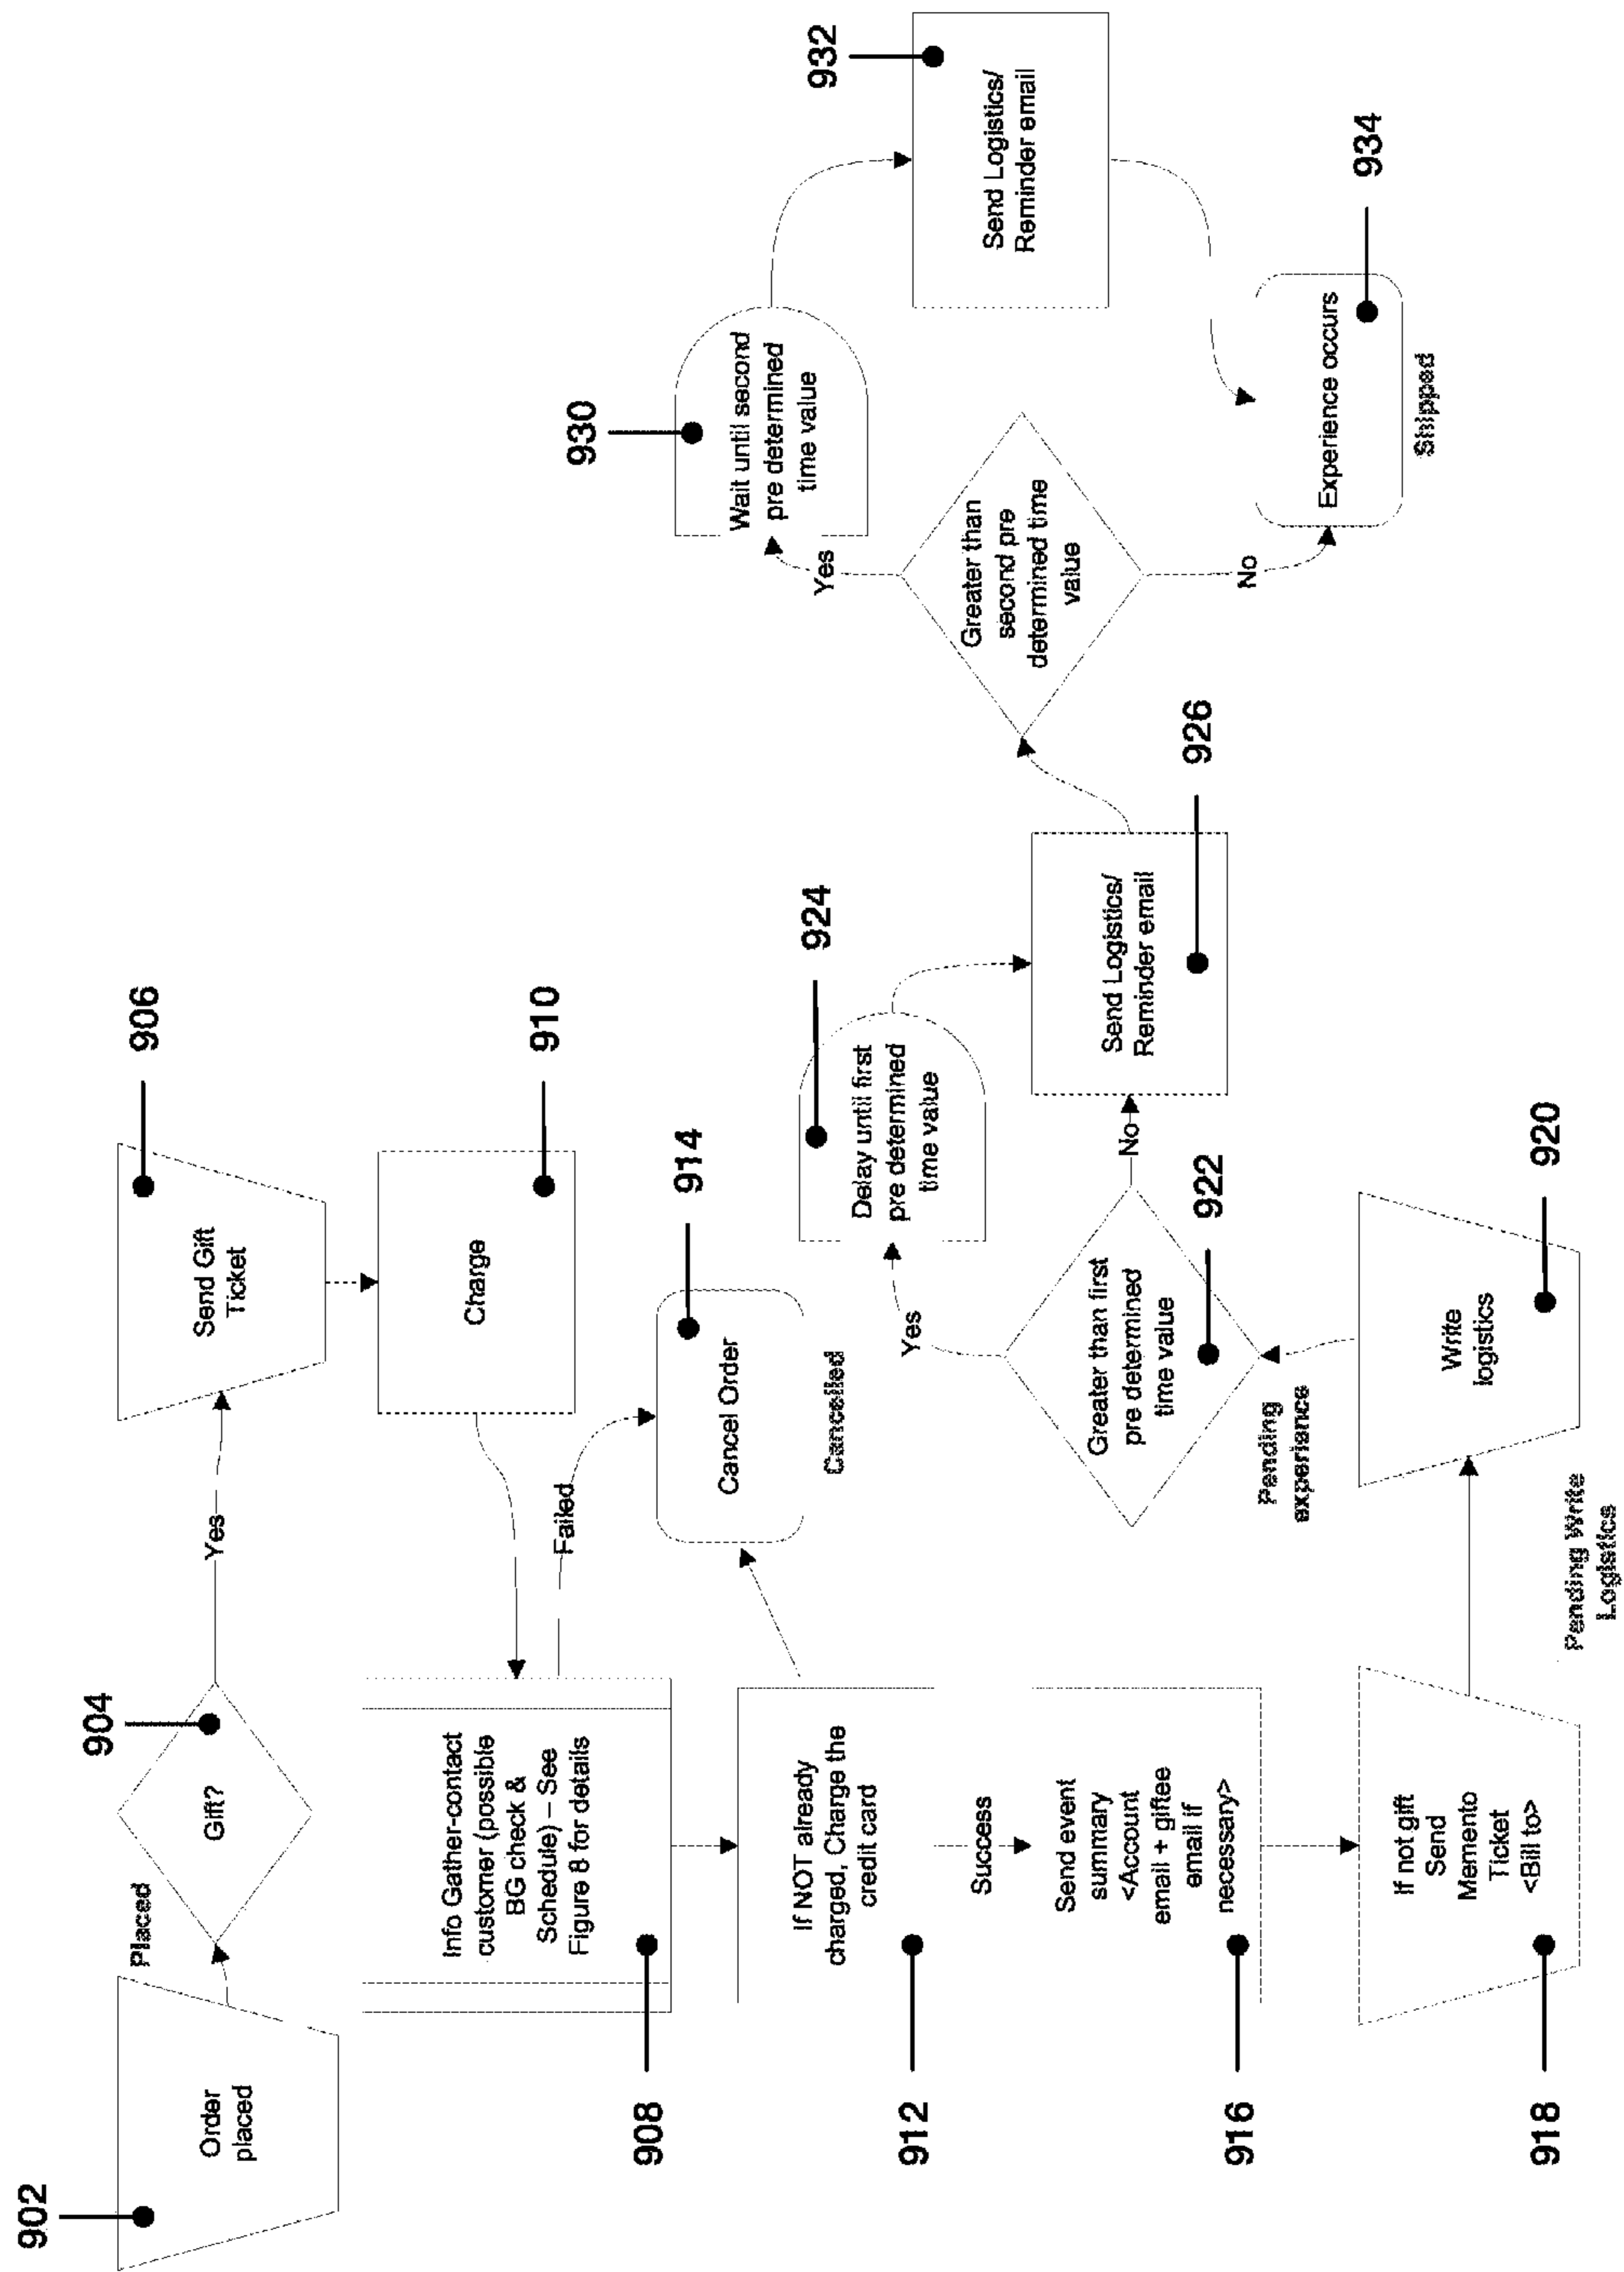 902
Order
placed
Placed
904
Gift?
Yes
906
Send Gift
Ticket
910
Charge
908
Info Gather-contact
customer (possible
BG check &
Schedule) – See
Figure 8 for details
Failed
914
Cancel Order
Cancelled
912
If NOT already
charged, Charge the
credit card
Success
916
Send event
summary
<Account
email + giftee
email if
necessary>
918
If not gift
Send
Memento
Ticket
<Bill to>
Pending Write
Logistics
920
Write
logistics
Pending
experience
922
Greater than first
pre determined
time value
Yes
No
924
Delay until first
pre determined
time value
926
Send Logistics/
Reminder email
Greater than
second pre
determined time
value
Yes
No
930
Wait until second
pre determined
time value
932
Send Logistics/
Reminder email
934
Experience occurs
Shipped